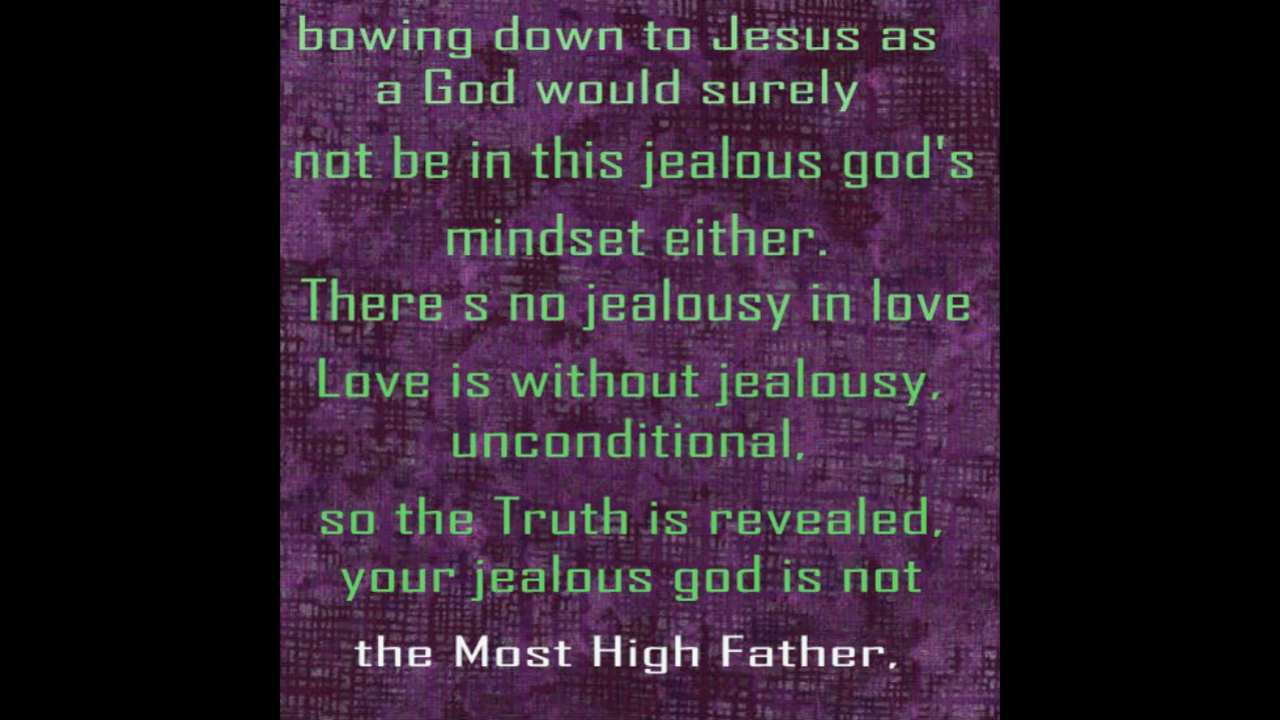 bowing down to Jesus as
a God would surely
not be in this jealous god's
mindset either.
There s no jealousy in love
Love is without jealousy,
unconditional,
so the Truth is revealed,
your jealous god is not
the Most High Father,